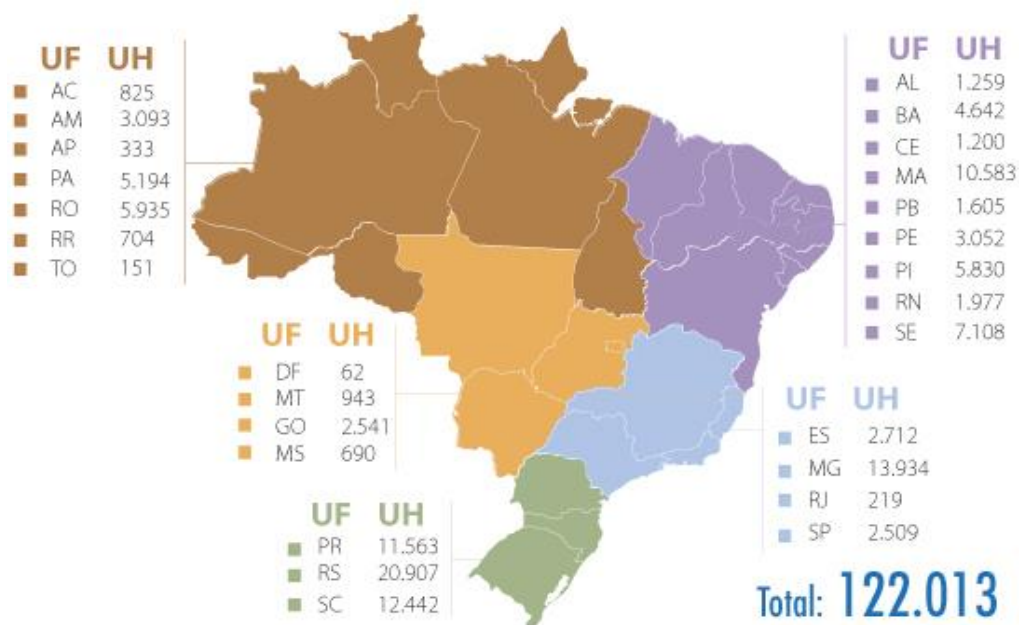 UF UH
AC 825
AM 3.093
AP 333
PA 5.194
RO 5.935
RR 704
TO 151
UF UH
AL 1.259
BA 4.642
CE 1.200
MA 10.583
PB 1.605
PE 3.052
PI 5.830
RN 1.977
SE 7.108
UF UH
DF 62
MT 943
GO 2.541
MS 690
UF UH
ES 2.712
MG 13.934
RJ 219
SP 2.509
UF UH
PR 11.563
RS 20.907
SC 12.442
Total: 122.013